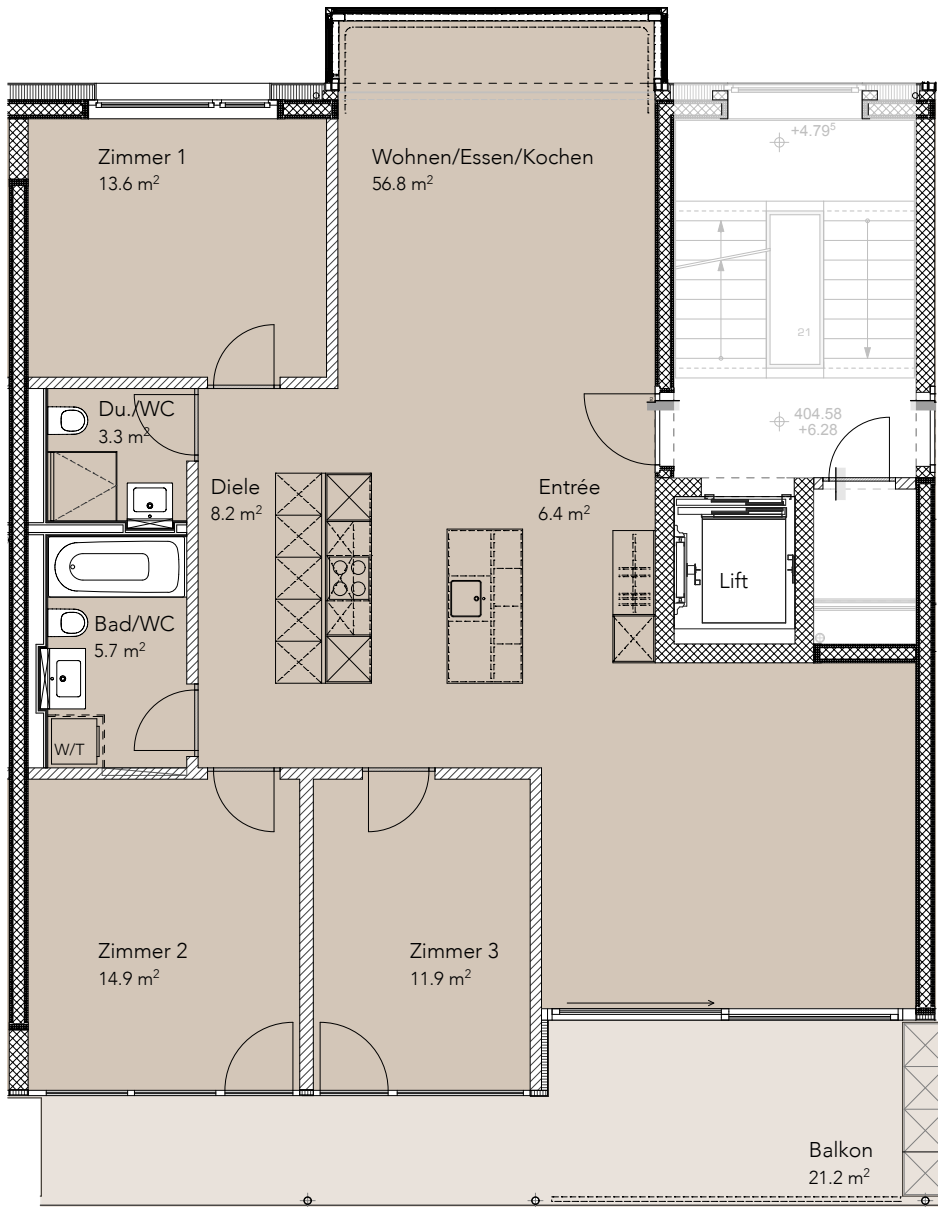 +4.79⁵
Zimmer 1
13.6 m²
Wohnen/Essen/Kochen
56.8 m²
21
Du./WC
3.3 m²
404.58
+6.28
Diele
8.2 m²
Entrée
6.4 m²
Lift
Bad/WC
5.7 m²
W/T
Zimmer 2
14.9 m²
Zimmer 3
11.9 m²
Balkon
21.2 m²